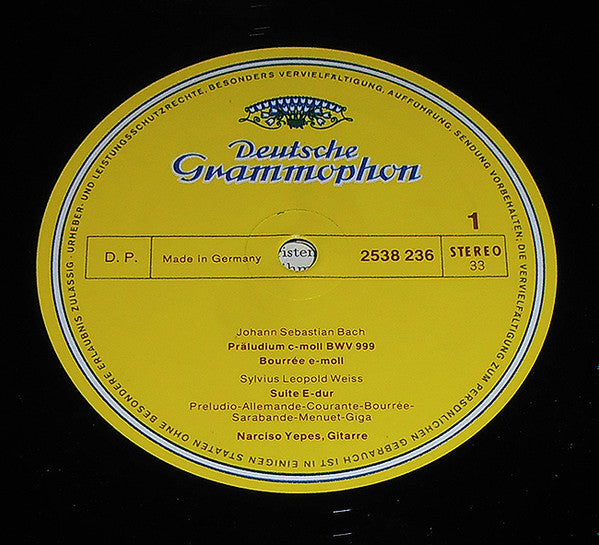 URHEBER- UND LEISTUNGSSCHUTZRECHTE, BESONDERS VERVIELFÄLTIGUNG, AUFFÜHRUNG, SENDUNG VORBEHALTEN; DIE VERVIELFÄLTIGUNG ZUM PERSÖNLICHEN GEBRAUCH IST IN EINIGEN STAATEN OHNE BESONDERE ERLAUBNIS ZULÄSSIG ·
Deutsche
Grammophon
1
D. P. Made in Germany 2538 236 STEREO
33
isten
Johann Sebastian Bach
Präludium c-moll BWV 999
Bourrée e-moll
Sylvius Leopold Weiss
Suite E-dur
Preludio-Allemande-Courante-Bourrée-
Sarabande-Menuet-Giga
Narciso Yepes, Gitarre